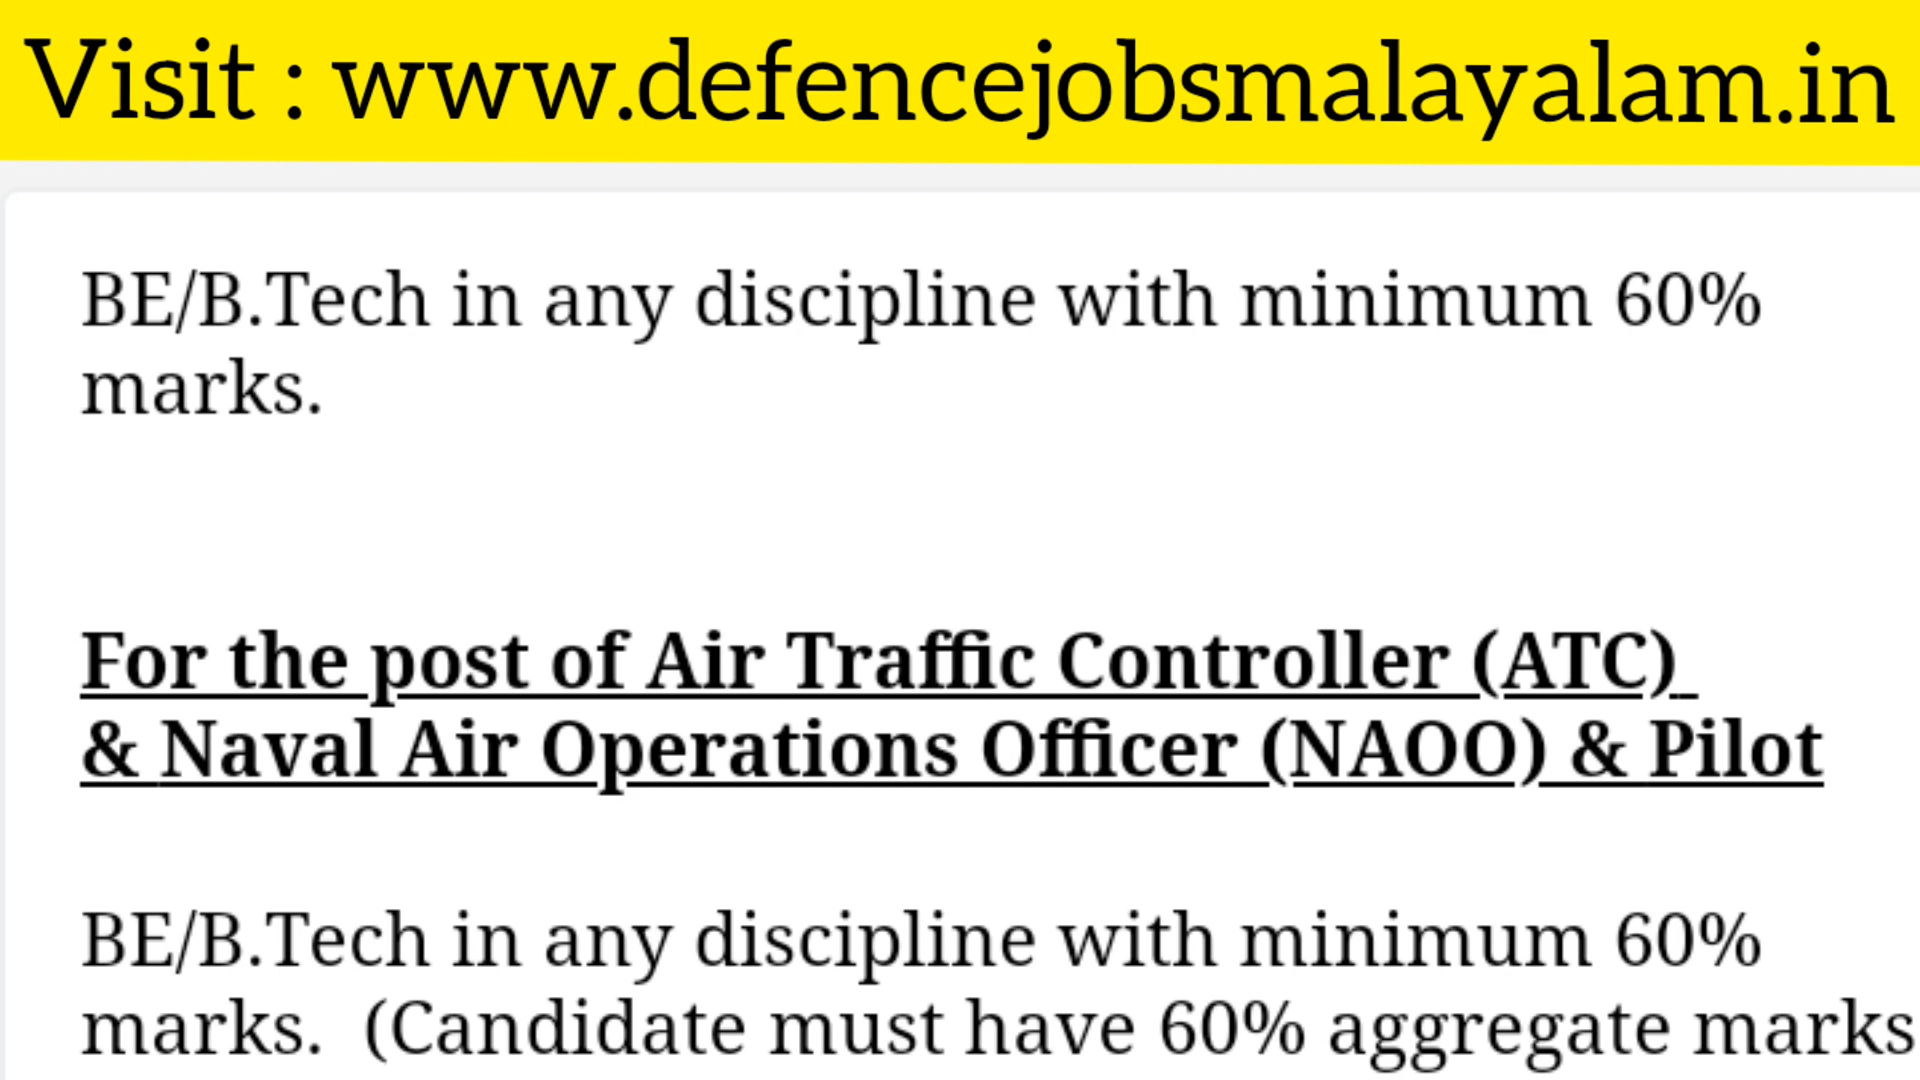 Visit : www.defencejobsmalayalam.in
BE/B.Tech in any discipline with minimum 60%
marks.
For the post of Air Traffic Controller (ATC)
& Naval Air Operations Officer (NAOO) & Pilot
BE/B.Tech in any discipline with minimum 60%
marks.  (Candidate must have 60% aggregate marks